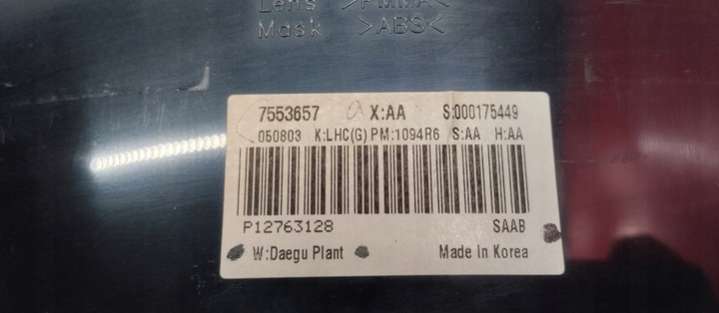 Lens >PMMA<
Mask >ABS<
7553657 X:AA S:000175449
050803 K:LHC(G) PM:1094R6 S:AA H:AA
P12763128 SAAB
W:Daegu Plant Made In Korea